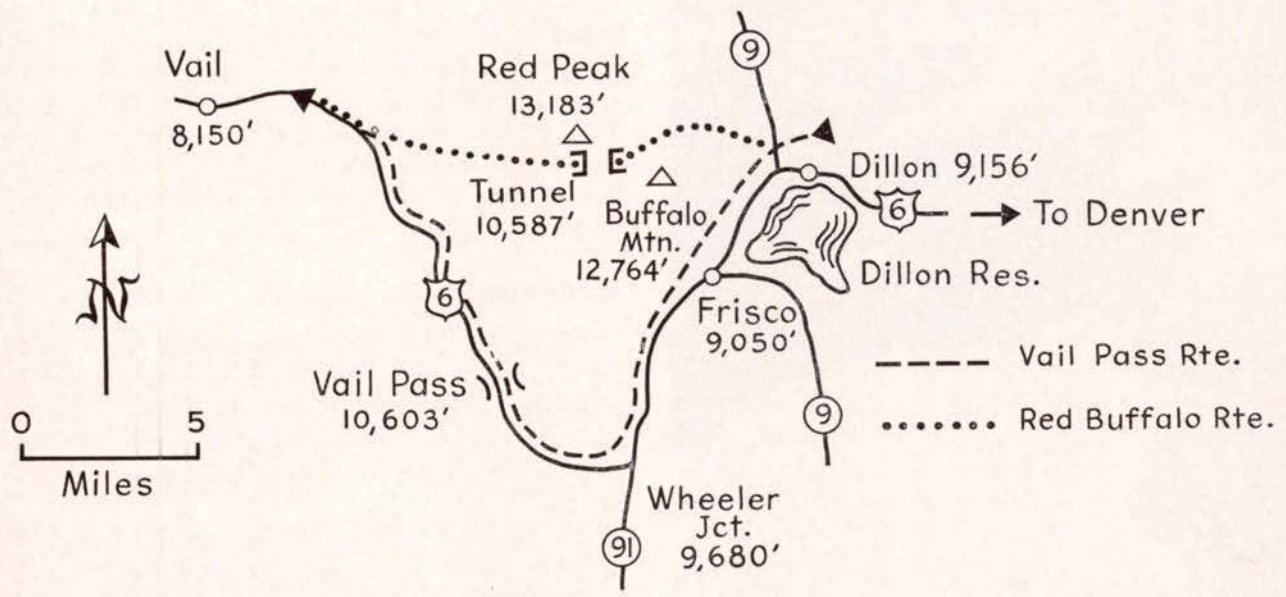 9
Vail
8,150'
Red Peak
13,183'
Tunnel
10,587'
Buffalo
Mtn.
12,764'
Dillon 9,156'
6
To Denver
Dillon Res.
N
6
Frisco
9,050'
Vail Pass
10,603'
Vail Pass Rte.
Red Buffalo Rte.
0 5
Miles
9
Wheeler
Jct.
9,680'
91